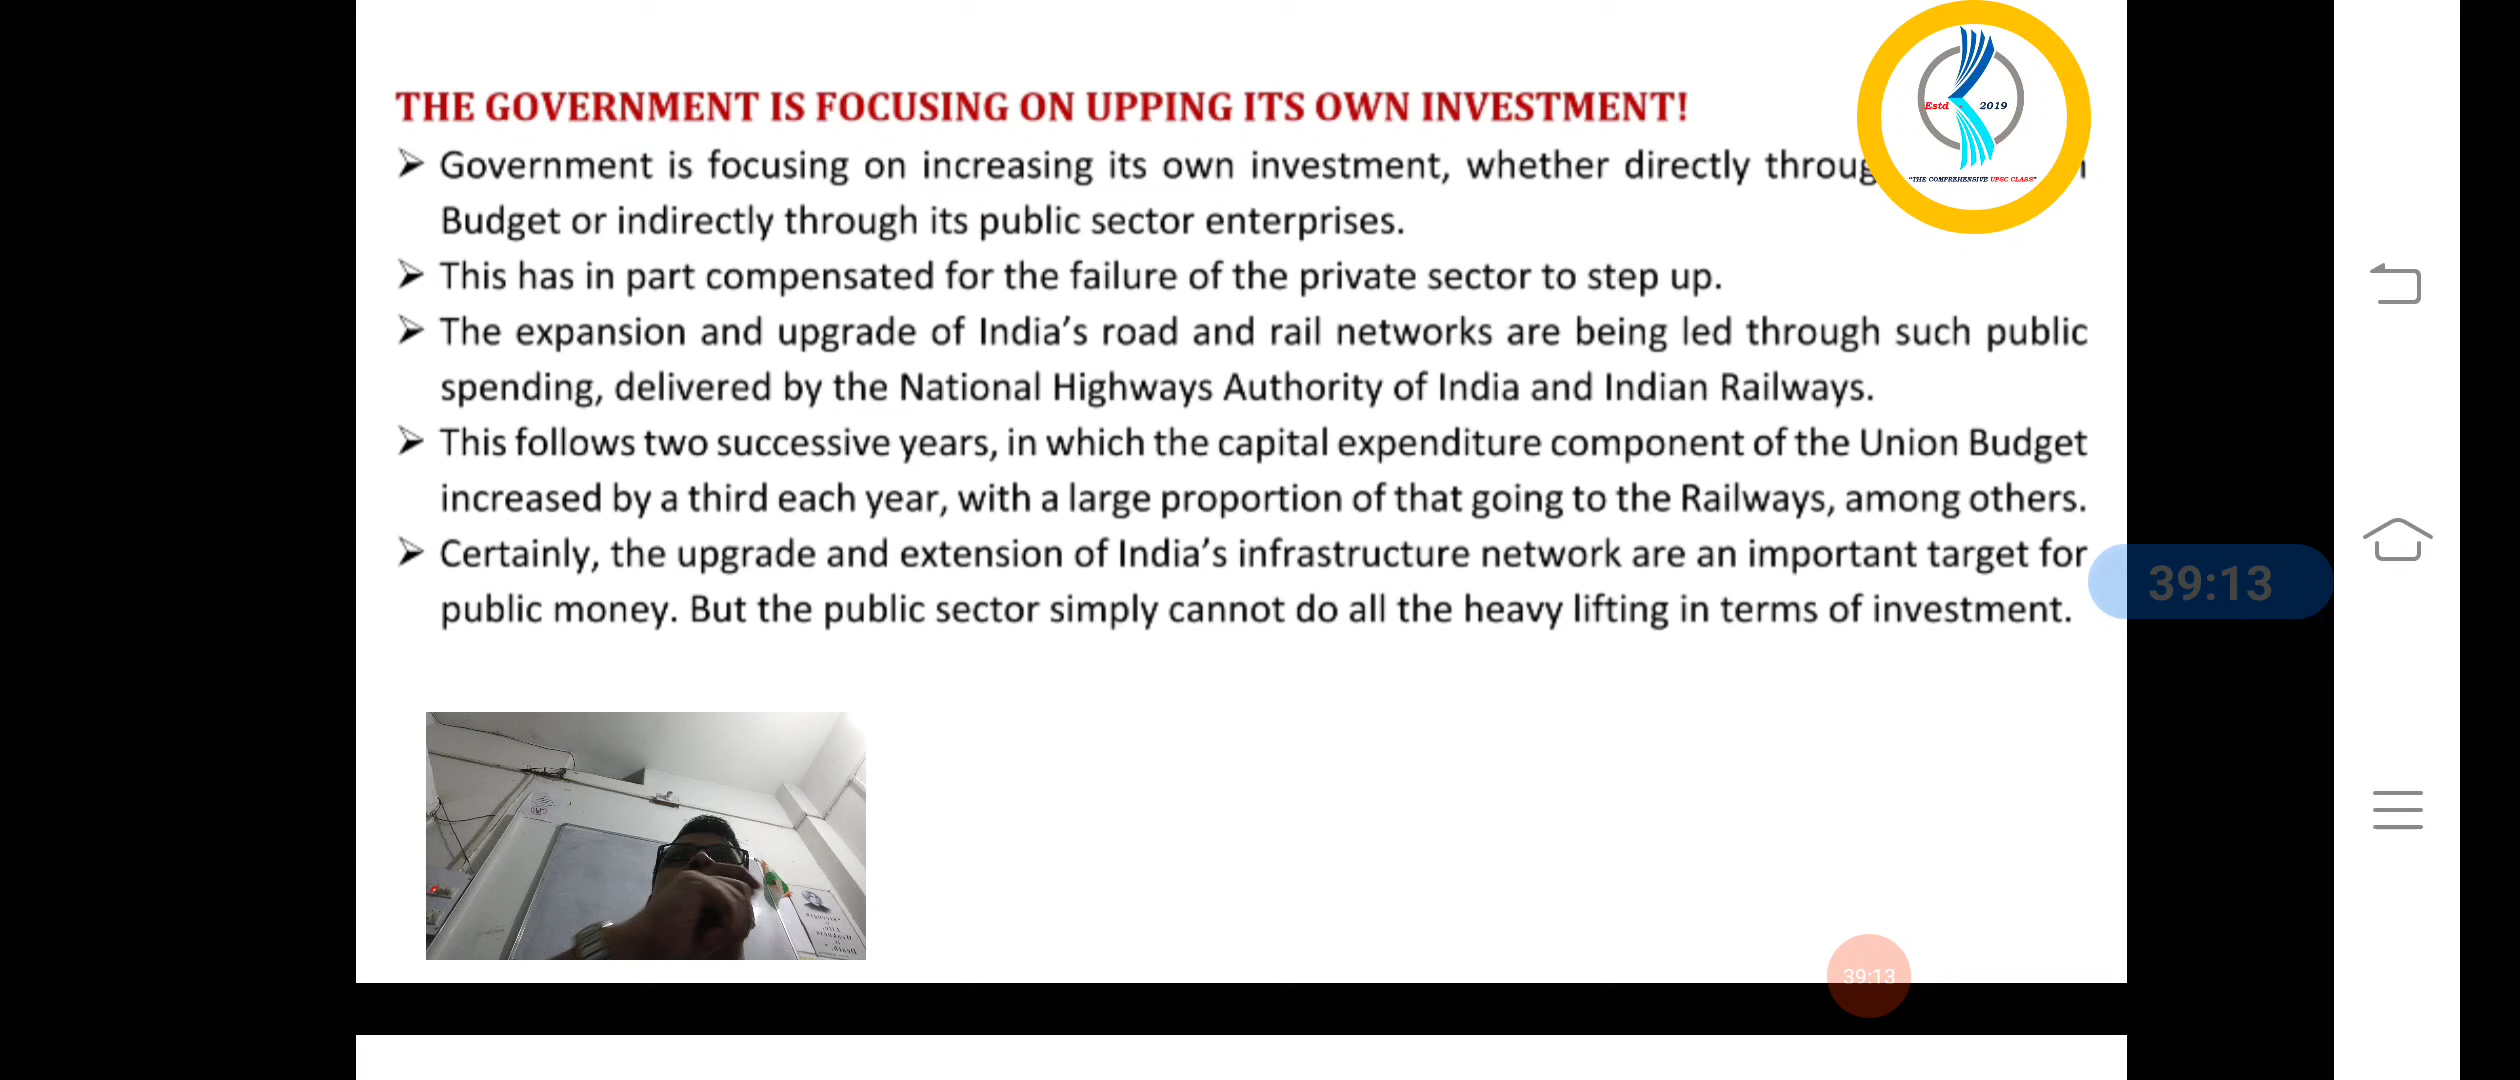 THE GOVERNMENT IS FOCUSING ON UPPING ITS OWN INVESTMENT!
Estd 2019
"THE COMPREHENSIVE UPSC CLASS"
➢ Government is focusing on increasing its own investment, whether directly
Budget or indirectly through its public sector enterprises.
➢ This has in part compensated for the failure of the private sector to step up.
➢ The expansion and upgrade of India's road and rail networks are being led through such public
spending, delivered by the National Highways Authority of India and Indian Railways.
➢ This follows two successive years, in which the capital expenditure component of the Union Budget
increased by a third each year, with a large proportion of that going to the Railways, among others.
➢ Certainly, the upgrade and extension of India's infrastructure network are an important target for
public money. But the public sector simply cannot do all the heavy lifting in terms of investment.
39:13
39:13